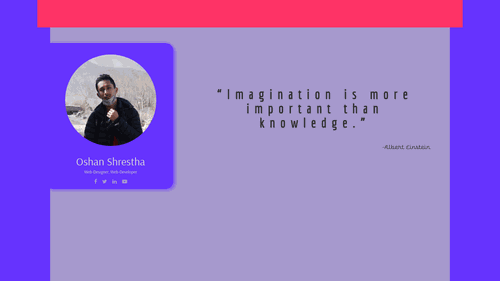 “Imagination is more
important than
knowledge.”
-Albert Einstein
Oshan Shrestha
Web Designer, Web Developer